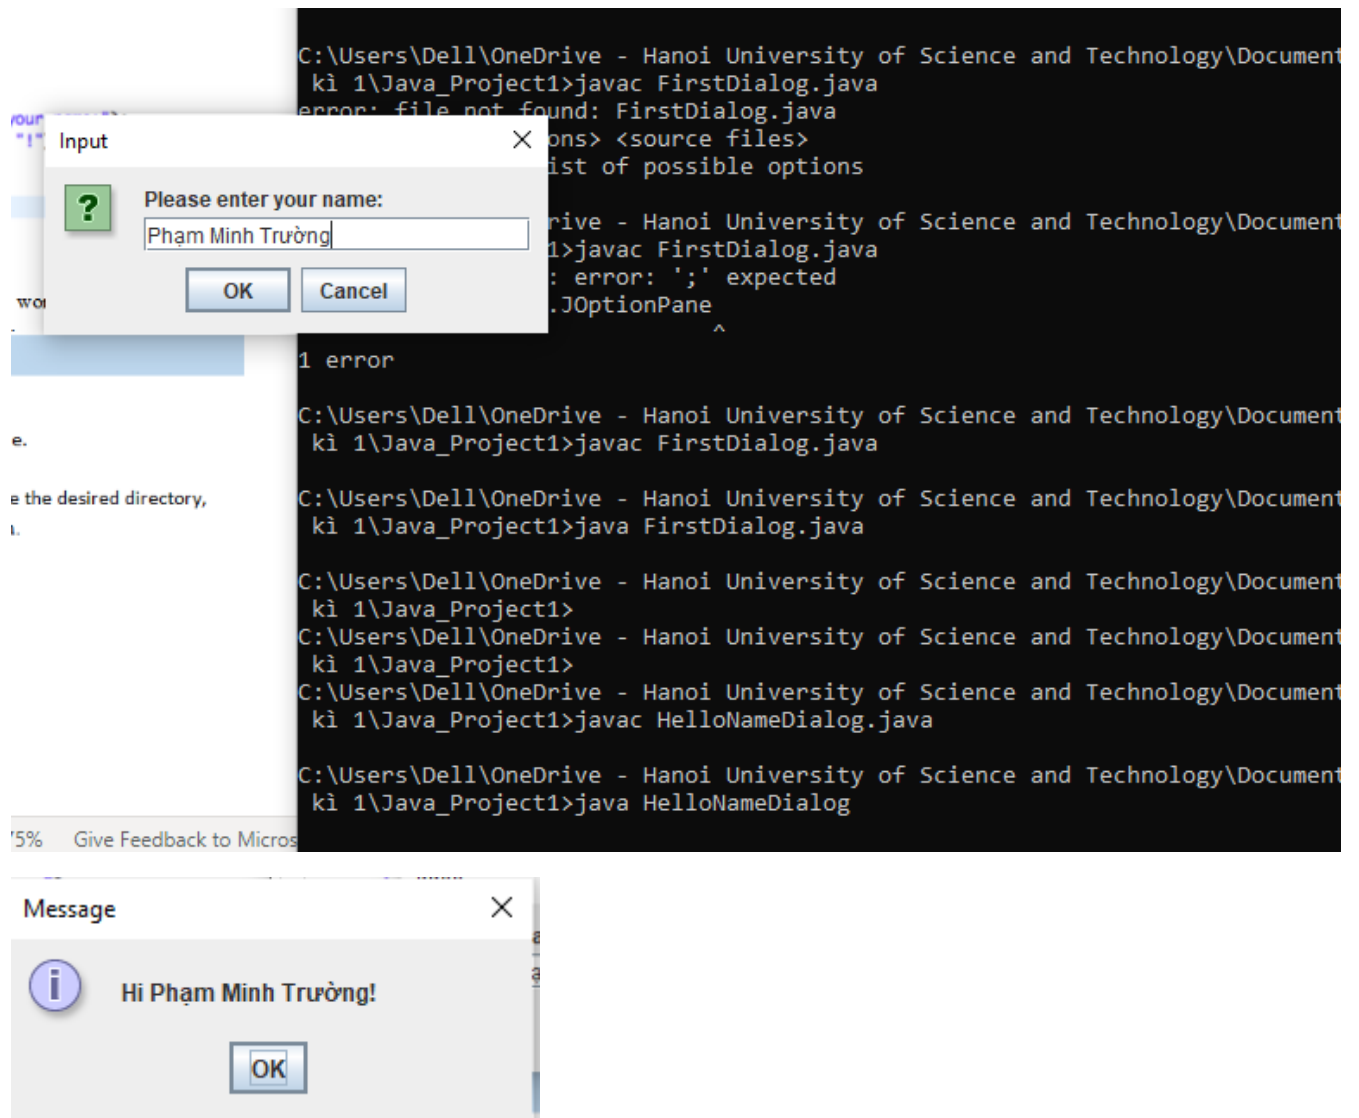 C:\Users\Dell\OneDrive - Hanoi University of Science and Technology\Document
kì 1\Java_Project1>javac FirstDialog.java
error: file not found: FirstDialog.java
ons> <source files>
ist of possible options
your
"!"
Input
Please enter your name:
Phạm Minh Trường
OK Cancel
rive - Hanoi University of Science and Technology\Document
1>javac FirstDialog.java
: error: ';' expected
.JOptionPane
^
1 error
wor
C:\Users\Dell\OneDrive - Hanoi University of Science and Technology\Document
kì 1\Java_Project1>javac FirstDialog.java
e.
e the desired directory,
C:\Users\Dell\OneDrive - Hanoi University of Science and Technology\Document
kì 1\Java_Project1>java FirstDialog.java
C:\Users\Dell\OneDrive - Hanoi University of Science and Technology\Document
kì 1\Java_Project1>
C:\Users\Dell\OneDrive - Hanoi University of Science and Technology\Document
kì 1\Java_Project1>
C:\Users\Dell\OneDrive - Hanoi University of Science and Technology\Document
kì 1\Java_Project1>javac HelloNameDialog.java
C:\Users\Dell\OneDrive - Hanoi University of Science and Technology\Document
kì 1\Java_Project1>java HelloNameDialog
5% Give Feedback to Micros
Message
Hi Phạm Minh Trường!
OK